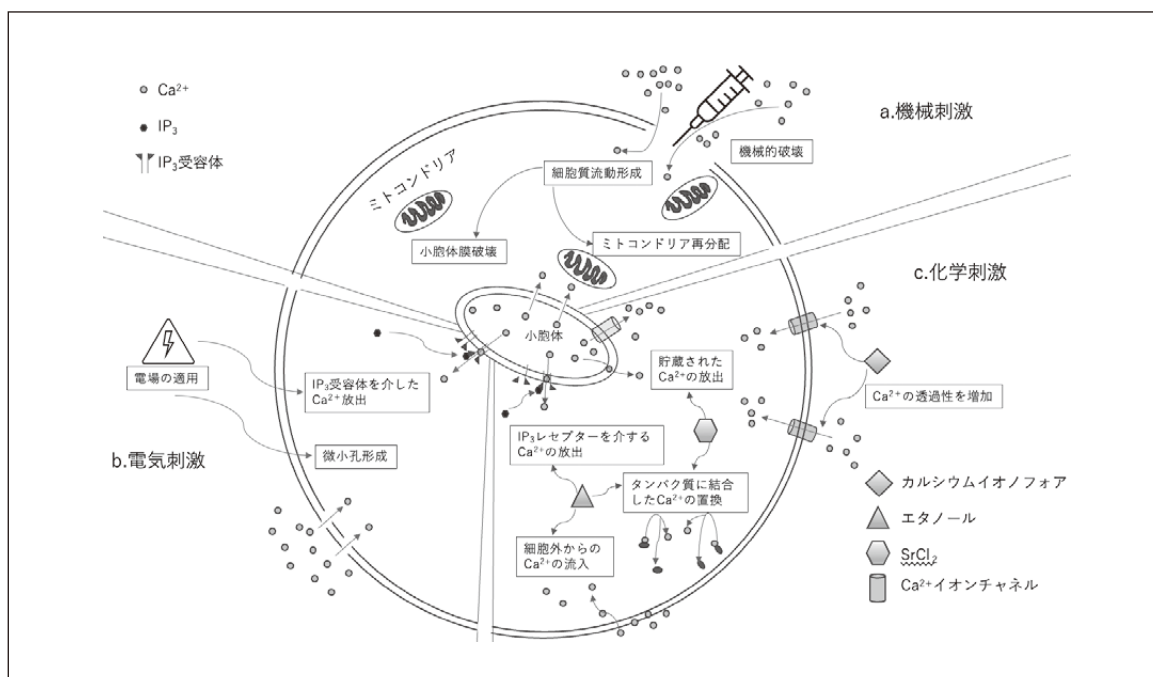 Ca²⁺
IP₃
IP₃受容体
a.機械刺激
機械的破壊
ミトコンドリア
細胞質流動形成
小胞体膜破壊
ミトコンドリア再分配
小胞体
b.電気刺激
電場の適用
IP₃受容体を介した
Ca²⁺放出
微小孔形成
c.化学刺激
貯蔵された
Ca²⁺の放出
Ca²⁺の透過性を増加
IP₃レセプターを介する
Ca²⁺の放出
タンパク質に結合
したCa²⁺の置換
細胞外からの
Ca²⁺の流入
カルシウムイオノフォア
エタノール
SrCl₂
Ca²⁺イオンチャネル